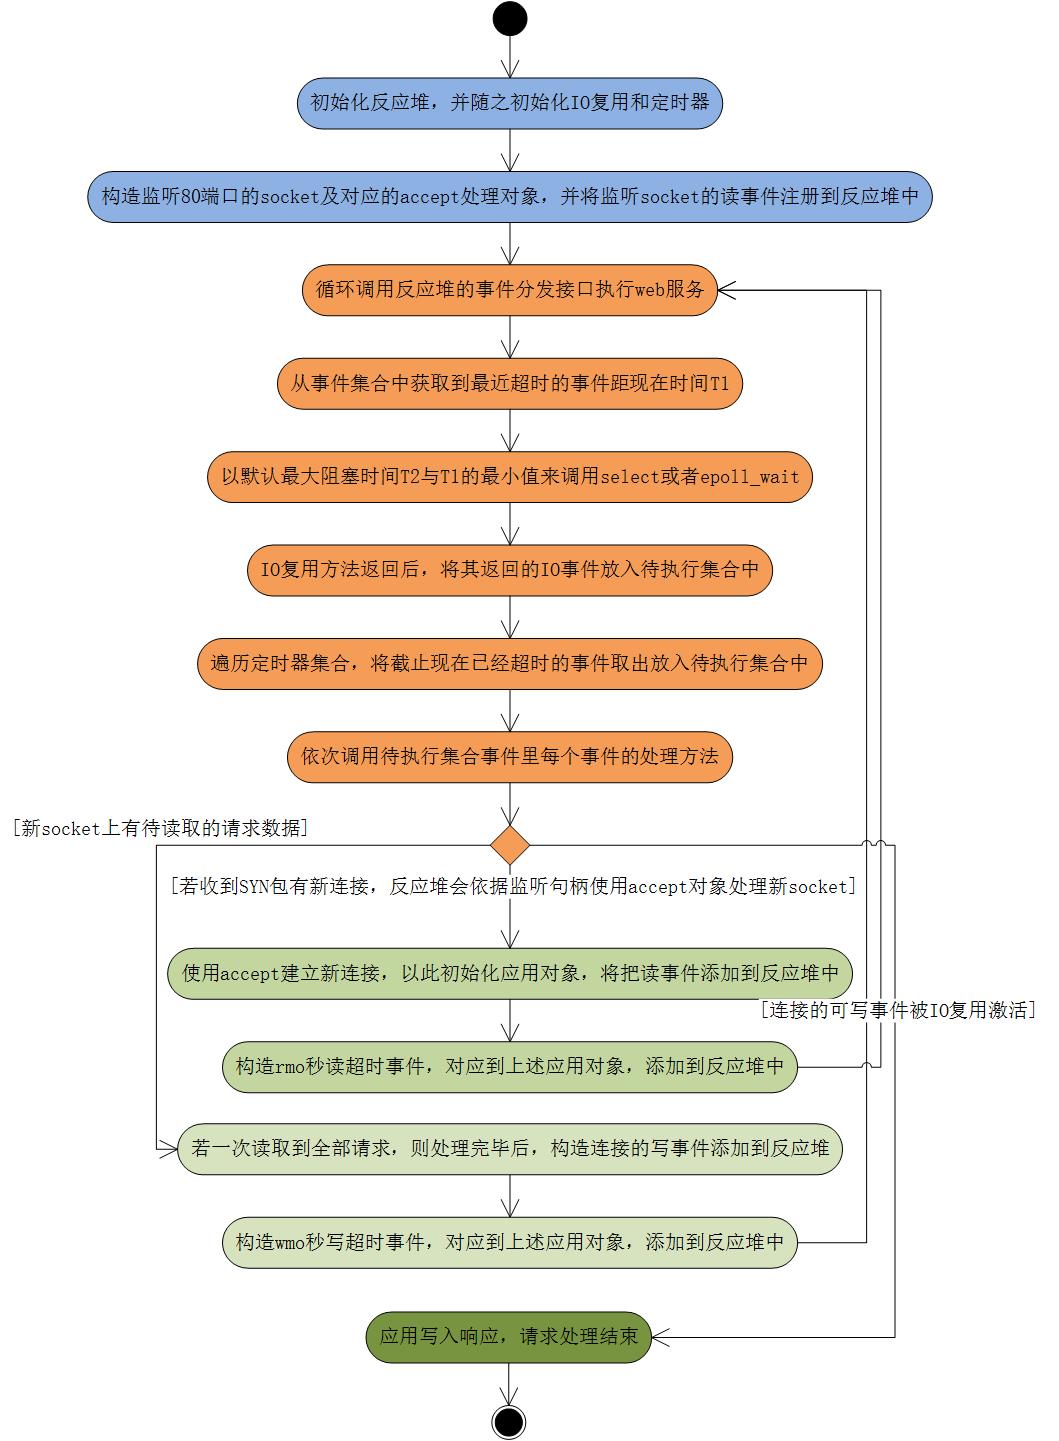 初始化反应堆，并随之初始化IO复用和定时器
构造监听80端口的socket及对应的accept处理对象，并将监听socket的读事件注册到反应堆中
循环调用反应堆的事件分发接口执行web服务
从事件集合中获取到最近超时的事件距现在时间T1
以默认最大阻塞时间T2与T1的最小值来调用select或者epoll_wait
IO复用方法返回后，将其返回的IO事件放入待执行集合中
遍历定时器集合，将截止现在已经超时的事件取出放入待执行集合中
依次调用待执行集合事件里每个事件的处理方法
[新socket上有待读取的请求数据]
[若收到SYN包有新连接，反应堆会依据监听句柄使用accept对象处理新socket]
使用accept建立新连接，以此初始化应用对象，将把读事件添加到反应堆中
[连接的可写事件被IO复用激活]
构造rmo秒读超时事件，对应到上述应用对象，添加到反应堆中
若一次读取到全部请求，则处理完毕后，构造连接的写事件添加到反应堆
构造wmo秒写超时事件，对应到上述应用对象，添加到反应堆中
应用写入响应，请求处理结束